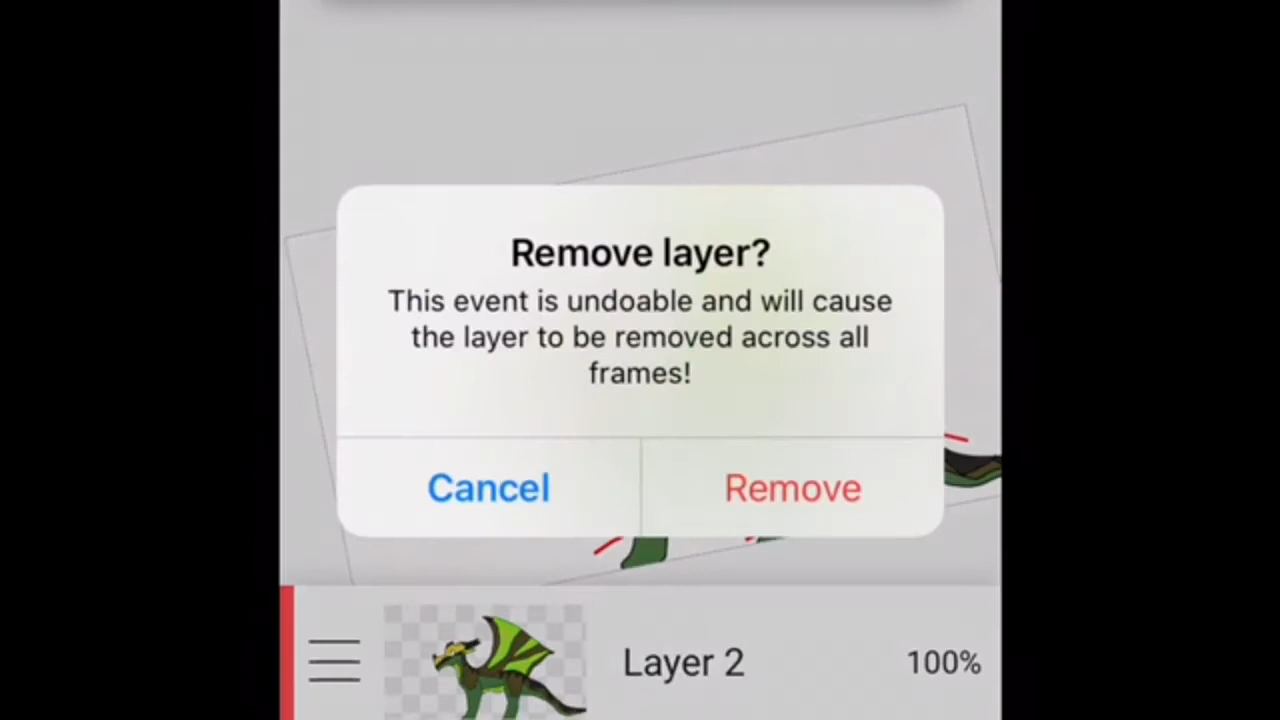 Remove layer?
This event is undoable and will cause
the layer to be removed across all
frames!
Cancel Remove
Layer 2 100%